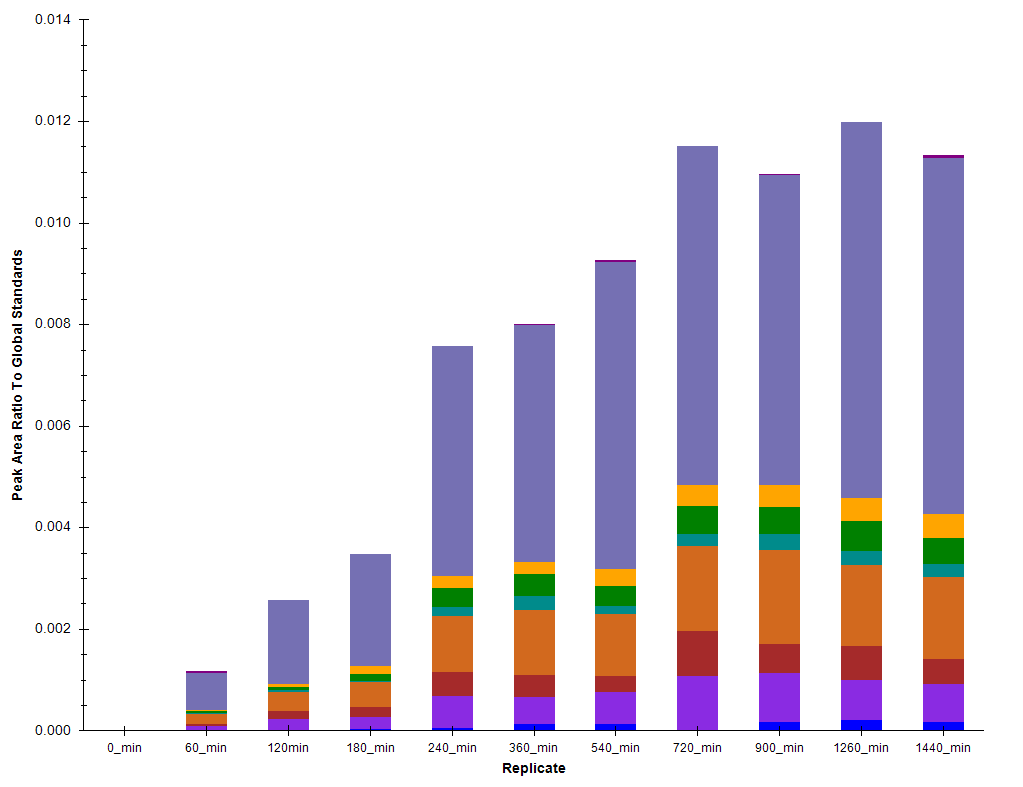 0.014
0.012
0.010
0.008
0.006
0.004
0.002
0.000
Peak Area Ratio To Global Standards
0_min 60_min 120min 180_min 240_min 360_min 540_min 720_min 900_min 1260_min 1440_min
Replicate